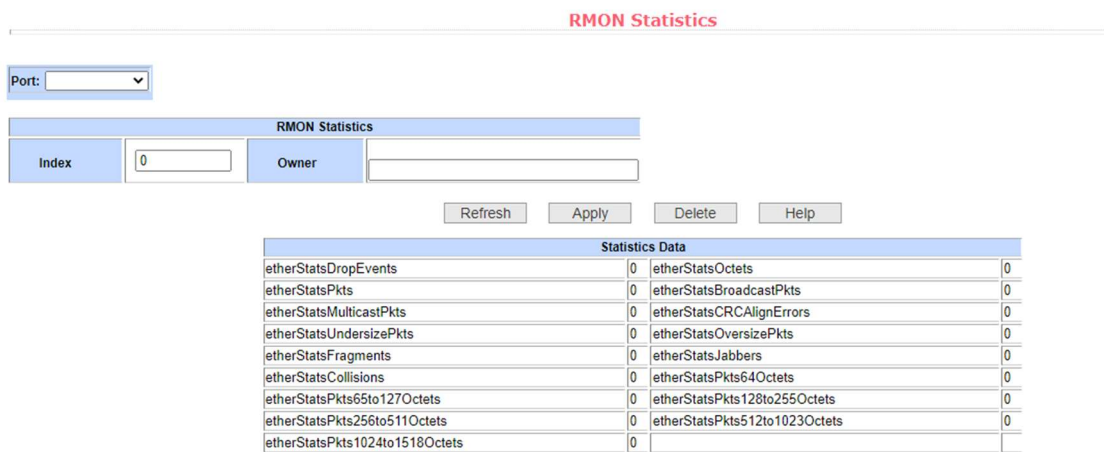 RMON Statistics
Port:
RMON Statistics
Index 0 Owner
Refresh Apply Delete Help
Statistics Data
etherStatsDropEvents 0 etherStatsOctets 0
etherStatsPkts 0 etherStatsBroadcastPkts 0
etherStatsMulticastPkts 0 etherStatsCRCAlignErrors 0
etherStatsUndersizePkts 0 etherStatsOversizePkts 0
etherStatsFragments 0 etherStatsJabbers 0
etherStatsCollisions 0 etherStatsPkts64Octets 0
etherStatsPkts65to127Octets 0 etherStatsPkts128to255Octets 0
etherStatsPkts256to511Octets 0 etherStatsPkts512to1023Octets 0
etherStatsPkts1024to1518Octets 0